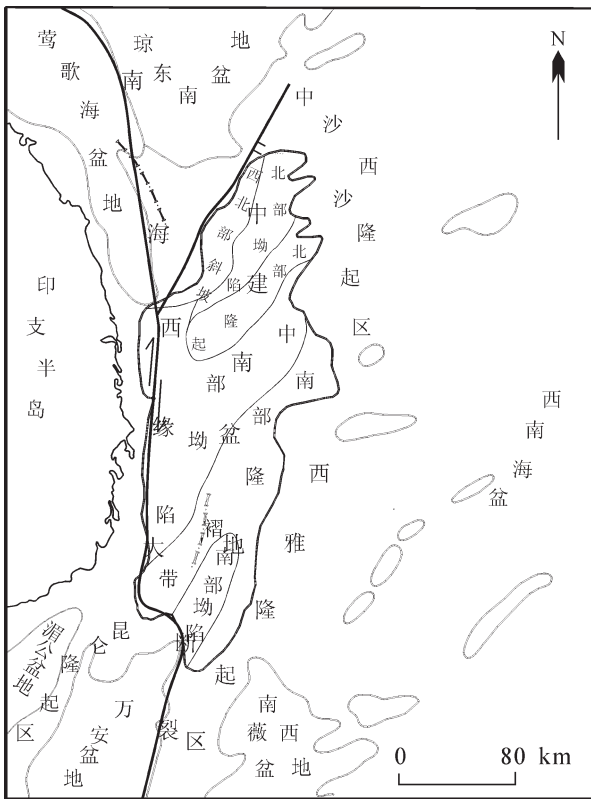 莺歌海盆地
琼东南盆地
N
中沙西沙隆起区
西北部斜坡
北部坳陷
北部隆起
中建南盆地
南海西缘大断裂
印支半岛
南部坳陷
中部隆褶带
南部坳陷
西雅隆起区
西南海盆
昆仑隆起区
湄公盆地
万安盆地
南薇西盆地
0 80 km